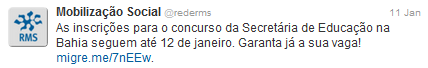 RMS
Mobilização Social @rederms 11 Jan
As inscrições para o concurso da Secretária de Educação na
Bahia seguem até 12 de janeiro. Garanta já a sua vaga!
migre.me/7nEEw.